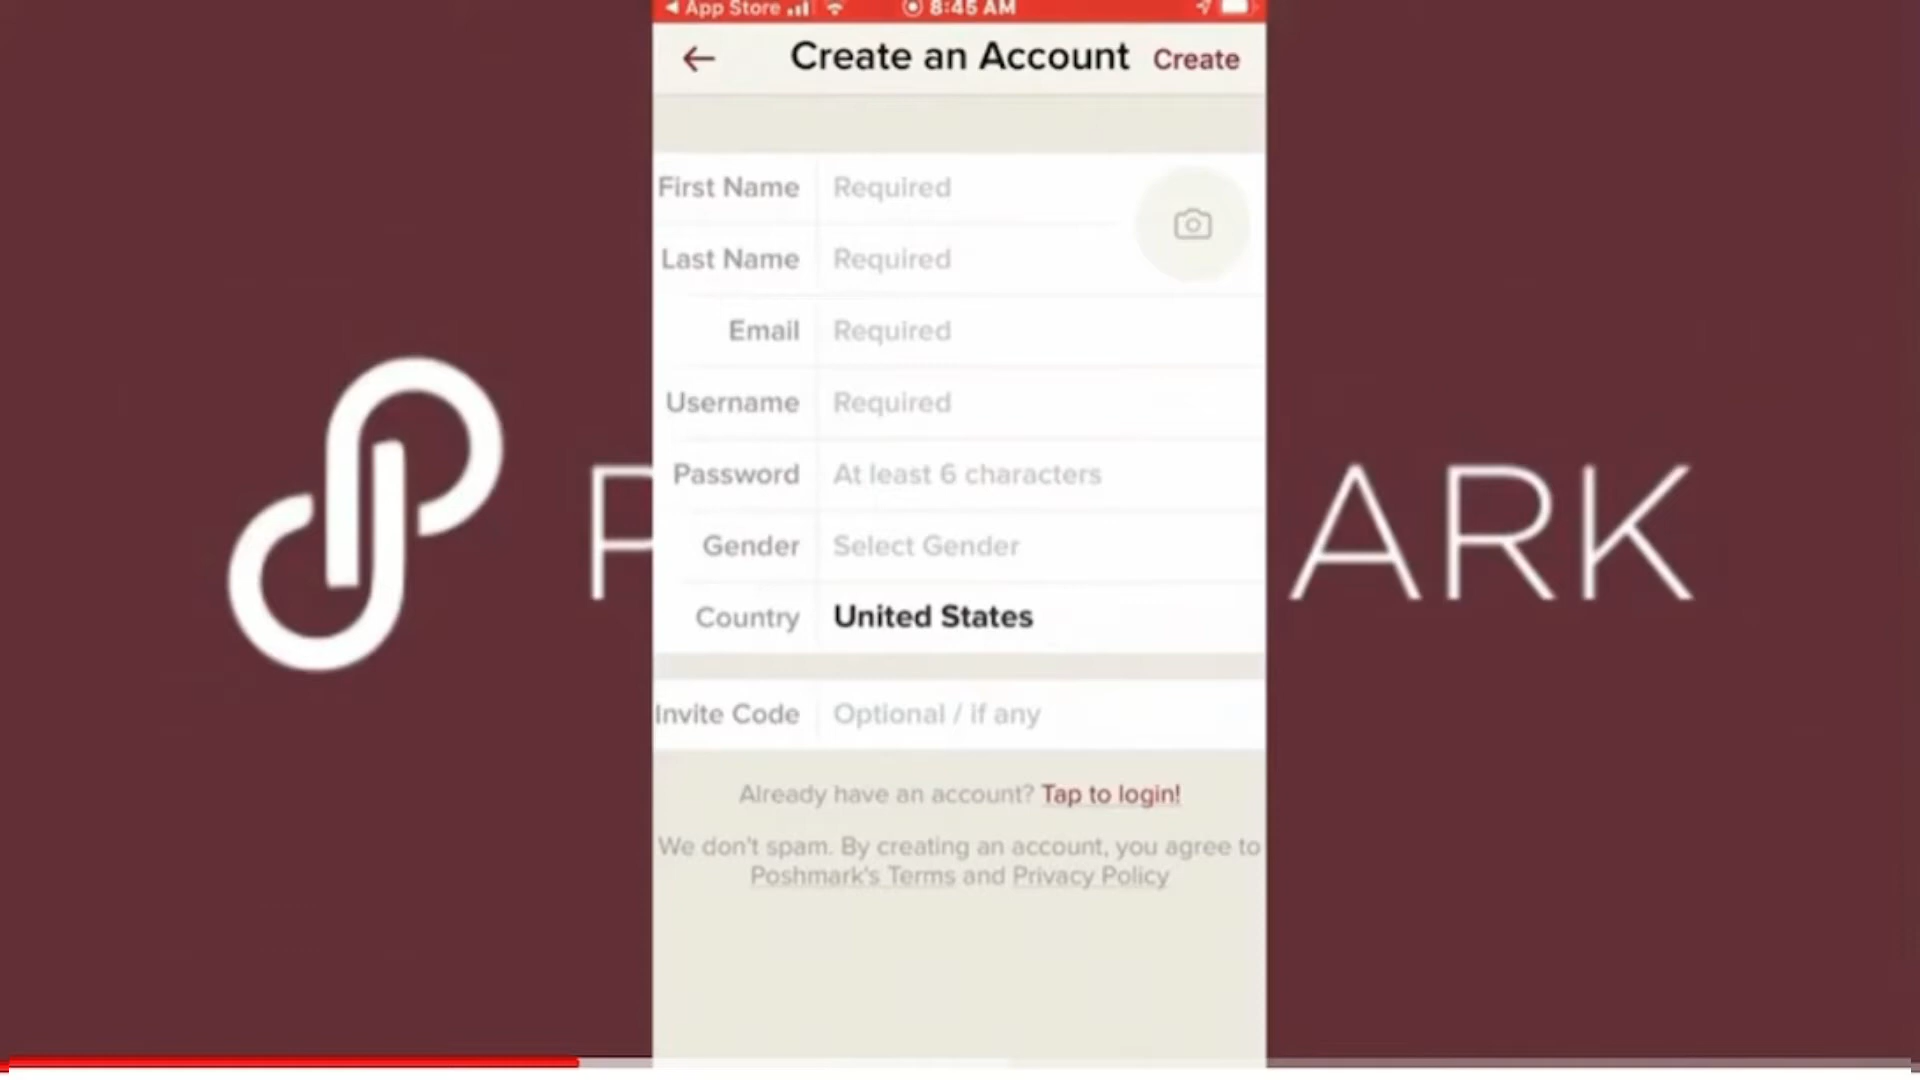 App Store
8:45 AM
Create an Account
Create
First Name Required
Last Name Required
Email Required
Username Required
Password At least 6 characters
Gender Select Gender
Country United States
Invite Code Optional / if any
Already have an account? Tap to login!
We don't spam. By creating an account, you agree to
Poshmark's Terms and Privacy Policy
P
ARK